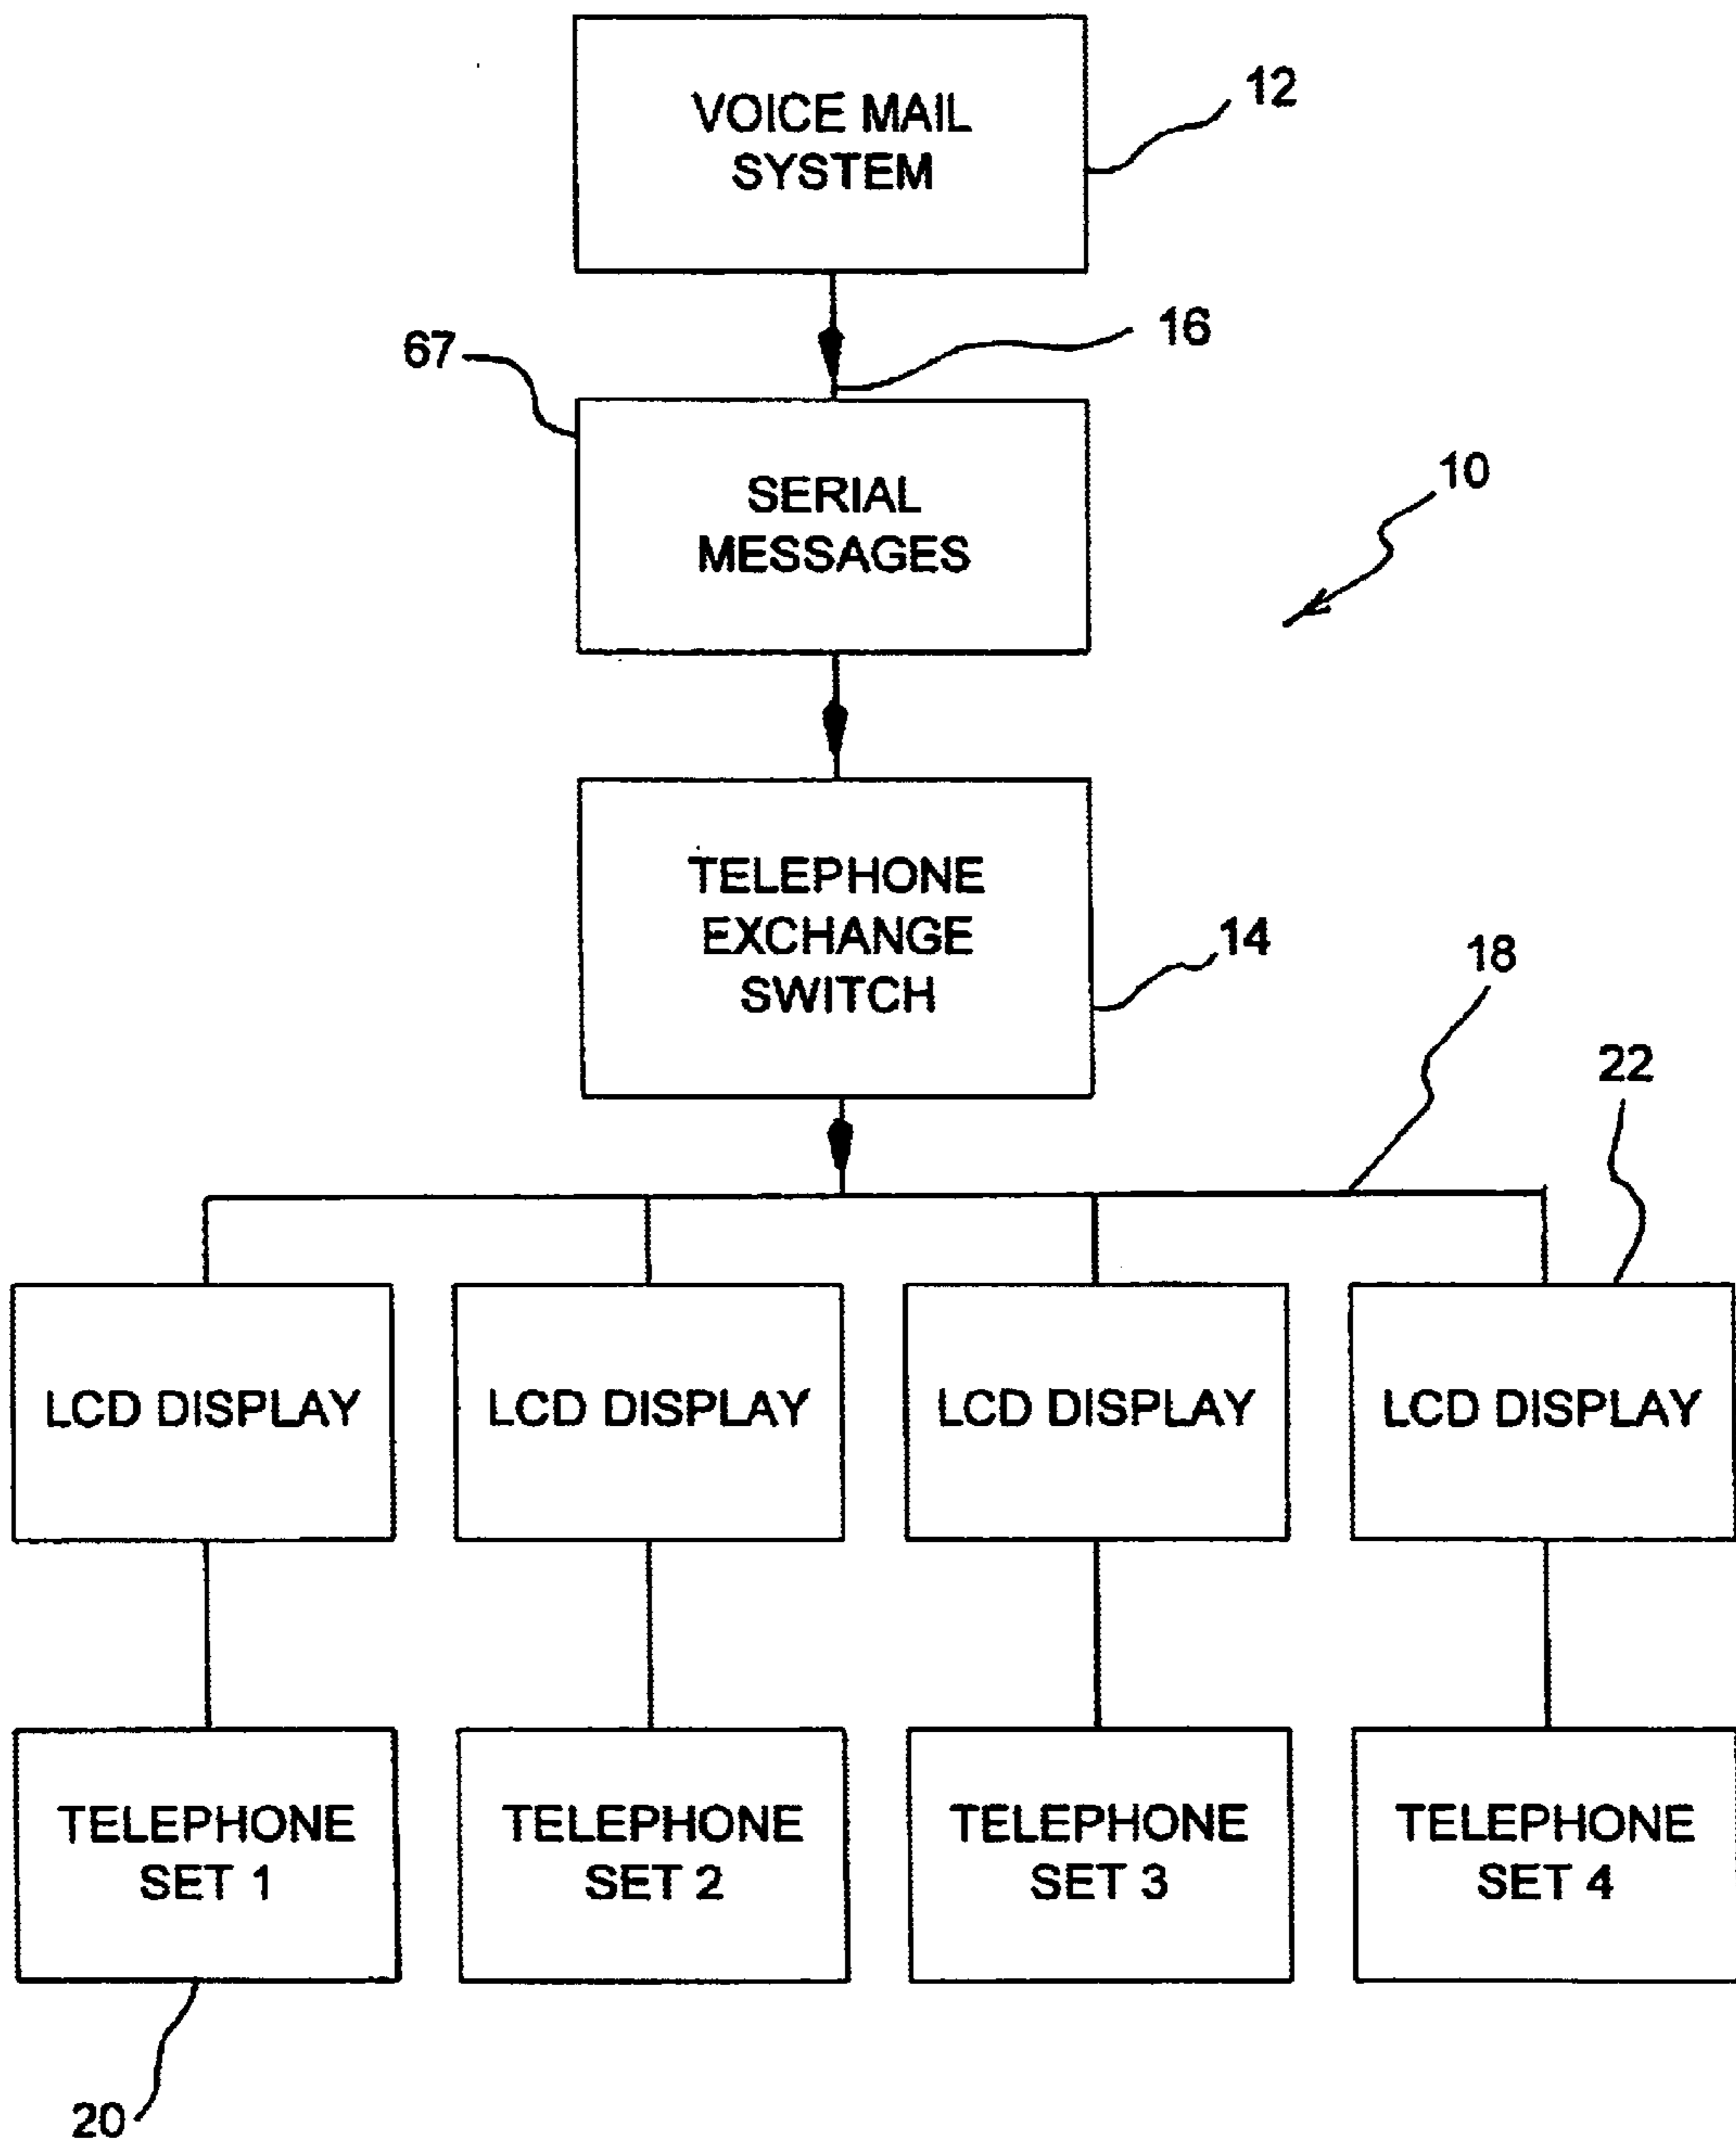 VOICE MAIL
SYSTEM
12
16
67
SERIAL
MESSAGES
10
TELEPHONE
EXCHANGE
SWITCH
14
18
22
LCD DISPLAY
LCD DISPLAY
LCD DISPLAY
LCD DISPLAY
TELEPHONE
SET 1
TELEPHONE
SET 2
TELEPHONE
SET 3
TELEPHONE
SET 4
20